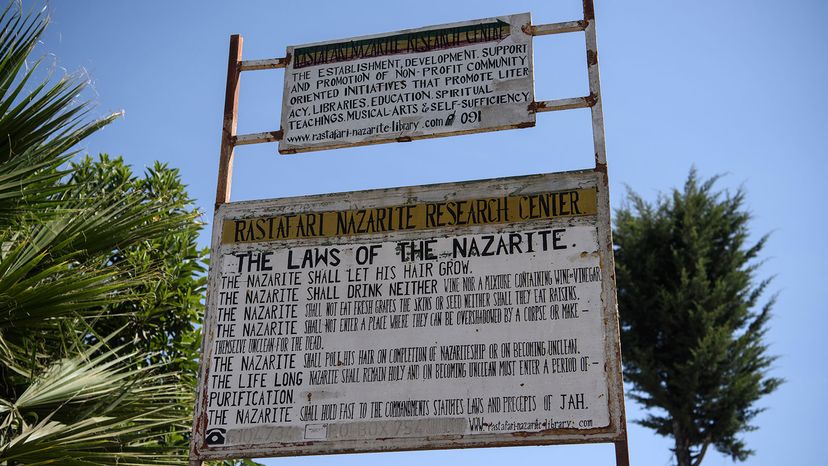 RASTAFARI NAZARITE RESEARCH CENTRE
THE ESTABLISHMENT, DEVELOPMENT, SUPPORT
AND PROMOTION OF NON-PROFIT COMMUNITY
ORIENTED INITIATIVES THAT PROMOTE LITER
ACY, LIBRARIES, EDUCATION, SPIRITUAL
TEACHINGS, MUSICAL ARTS & SELF-SUFFICIENCY
www.rastafari-nazarite-library.com 091
RASTAFARI NAZARITE RESEARCH CENTER
THE LAWS OF THE NAZARITE.
THE NAZARITE SHALL LET HIS HAIR GROW.
THE NAZARITE SHALL DRINK NEITHER WINE NOR A MIXTURE CONTAINING WINE-VINEGAR
THE NAZARITE SHALL NOT EAT FRESH GRAPES THE SKINS OR SEED NEITHER SHALL THEY EAT RAISINS.
THE NAZARITE SHALL NOT ENTER A PLACE WHERE THEY CAN BE OVERSHADOWED BY A CORPSE OR MAKE-
THEMSELVE UNCLEAN FOR THE DEAD.
THE NAZARITE SHALL POLL HIS HAIR ON COMPLETION OF NAZARITESHIP OR ON BECOMING UNCLEAN.
THE LIFE LONG NAZARITE SHALL REMAIN HOLY AND ON BECOMING UNCLEAN MUST ENTER A PERIOD OF-
PURIFICATION.
THE NAZARITE SHALL HOLD FAST TO THE COMMANDMENTS STATUTES LAWS AND PRECEPTS OF JAH.
WWW.rastafari-nazarite-library.com/